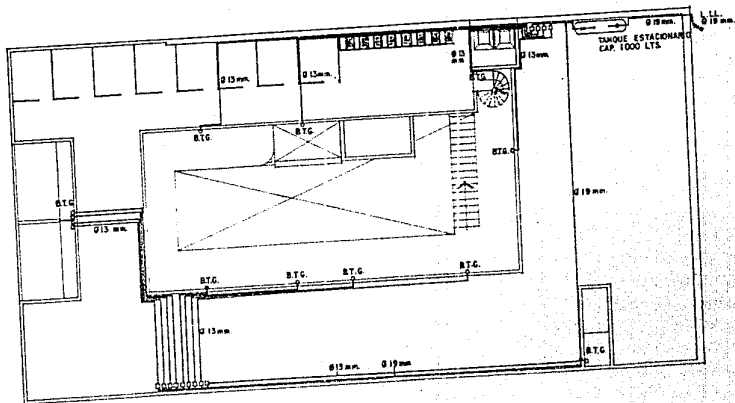 L.LL.
Ø 19 mm.
Ø 19 mm.
TANQUE ESTACIONARIO
CAP. 1000 LTS.
Ø 13 mm.
Ø 13 mm.
Ø 13 mm
Ø 13 mm.
B.T.G.
B.T.G.
B.T.G.
B.T.G.
B.T.G.
Ø 19 mm.
Ø 13 mm.
B.T.G.
B.T.G.
B.T.G.
B.T.G.
Ø 13 mm.
B.T.G
Ø 13 mm.
Ø 19 mm.